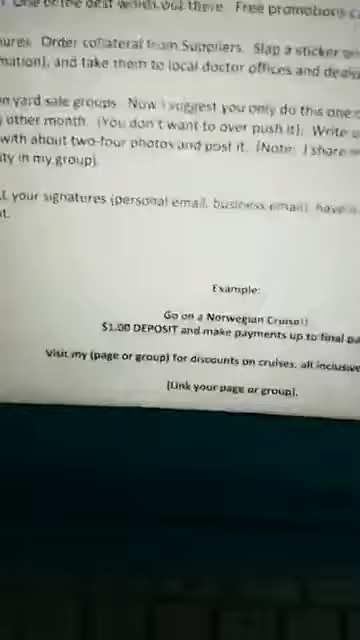 One of the best word out there. Free promotions
ures. Order collateral from Suppliers. Slap a sticker
mation), and take them to local doctor offices and
n yard sale groups. Now I suggest you only do this one
y other month. (You don't want to over push it). Write
with about two-four photos and post it. (Note: I share
ity in my group).
your signatures (personal email, business email) have
t.
Example:
Go on a Norwegian Cruise!!
$1.00 DEPOSIT and make payments up to final pa
Visit my (page or group) for discounts on cruises, all inclusive
(Link your page or group).